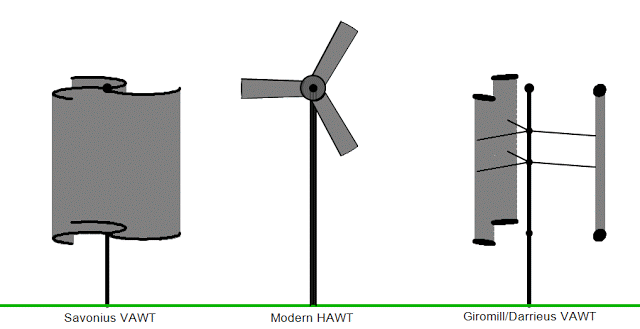 Savonius VAWT
Modern HAWT
Giromill/Darrieus VAWT